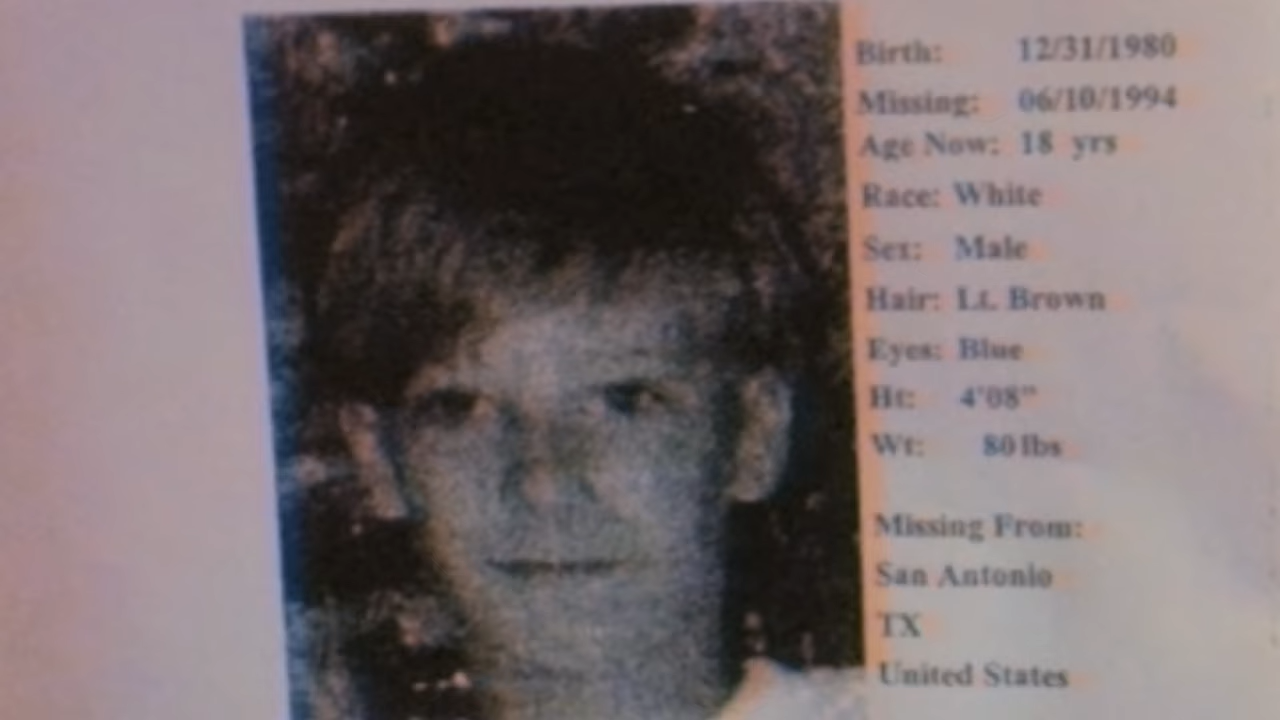 Birth: 12/31/1980
Missing: 06/10/1994
Age Now: 18 yrs
Race: White
Sex: Male
Hair: Lt. Brown
Eyes: Blue
Ht: 4'08"
Wt: 80 lbs
Missing From:
San Antonio
TX
United States